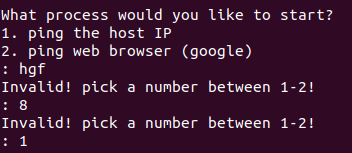 What process would you like to start?
1. ping the host IP
2. ping web browser (google)
: hgf
Invalid! pick a number between 1-2!
: 8
Invalid! pick a number between 1-2!
: 1